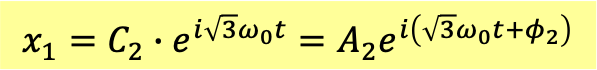 x₁ = C₂ · e^{i√3ω₀t} = A₂e^{i(√3ω₀t+ϕ₂)}